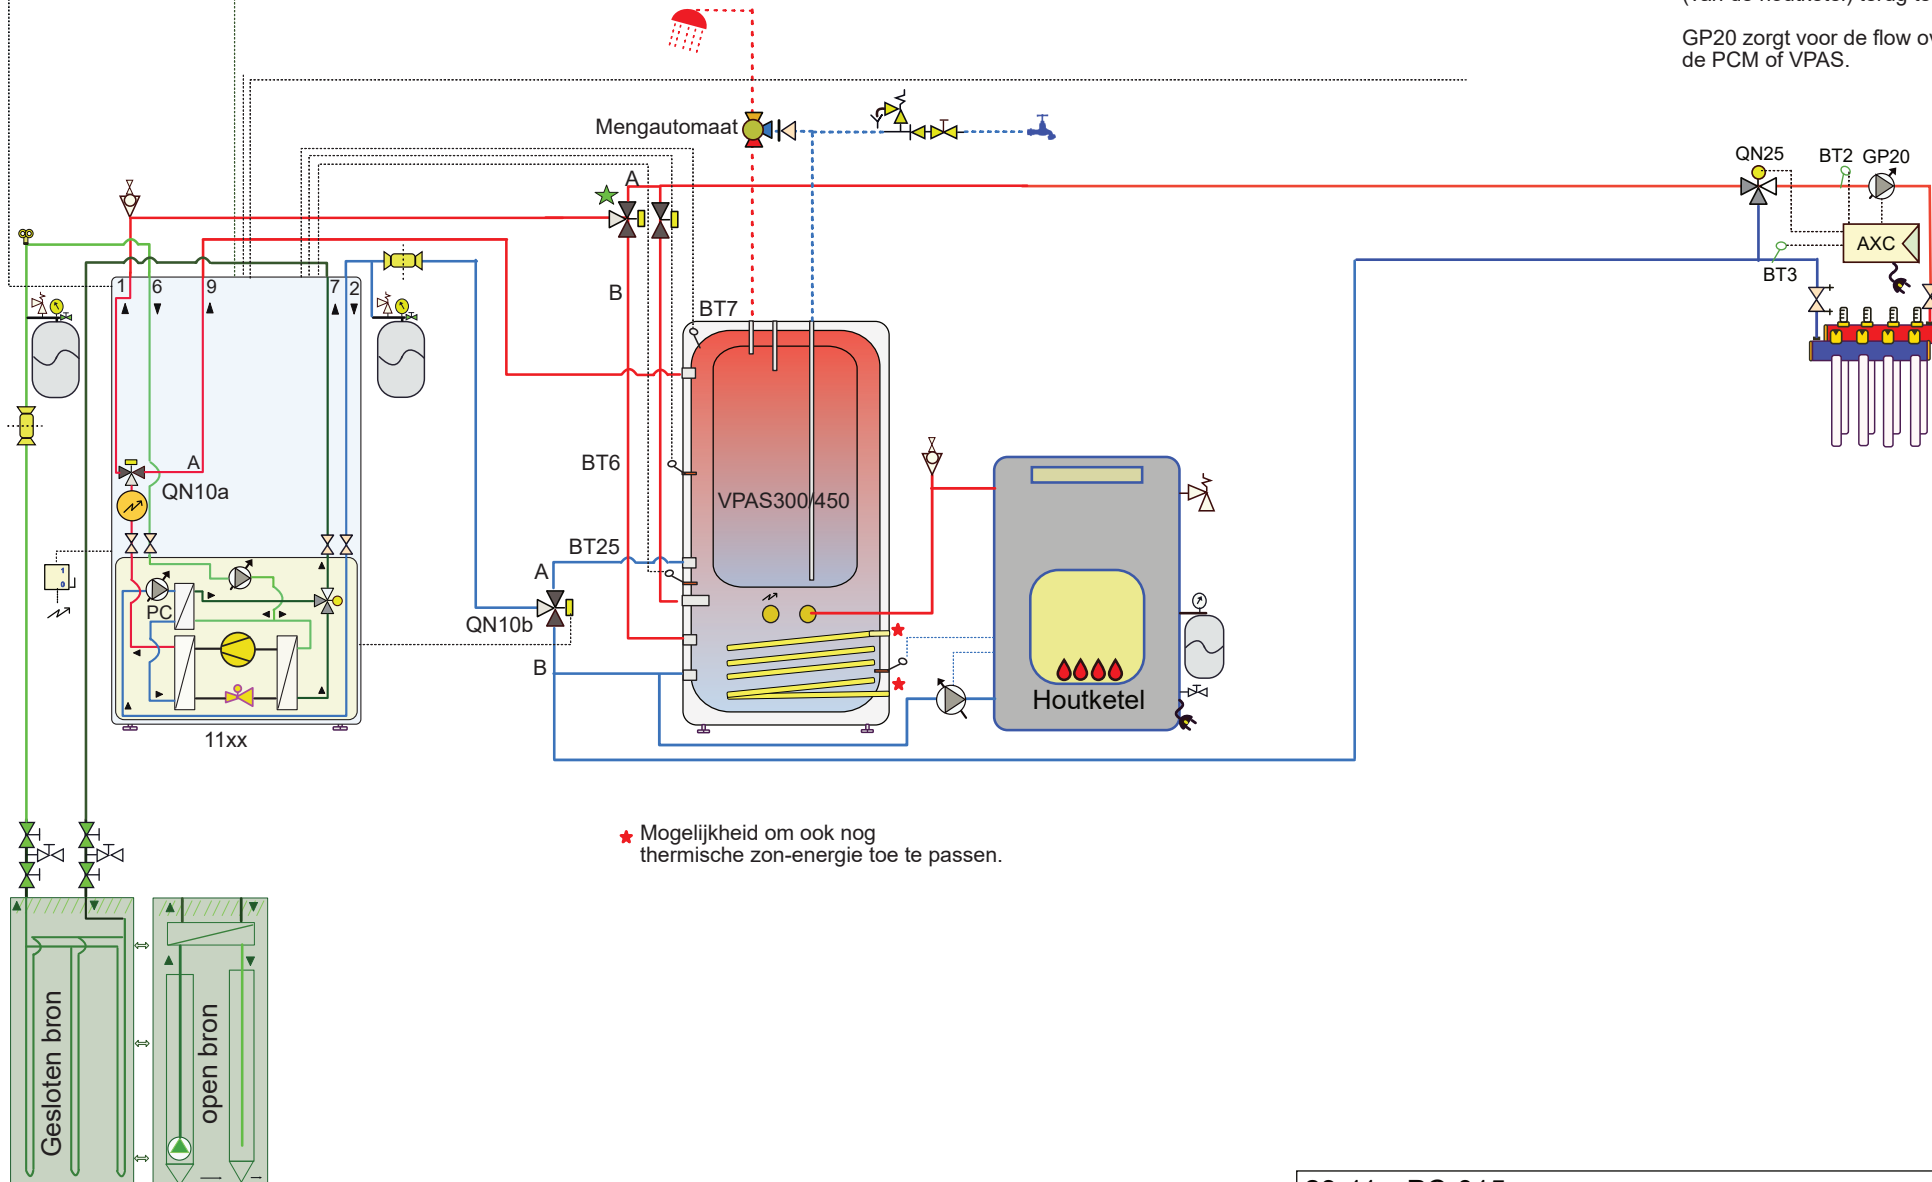 GP20 zorgt voor de flow
de PCM of VPAS.
Mengautomaat
QN25
BT2
GP20
A
AXC
BT3
1
6
9
7
2
B
BT7
A
QN10a
BT6
VPAS300/450
BT25
A
1
0
PC
QN10b
B
Houtketel
11xx
Mogelijkheid om ook nog
thermische zon-energie toe te passen.
Gesloten bron
open bron